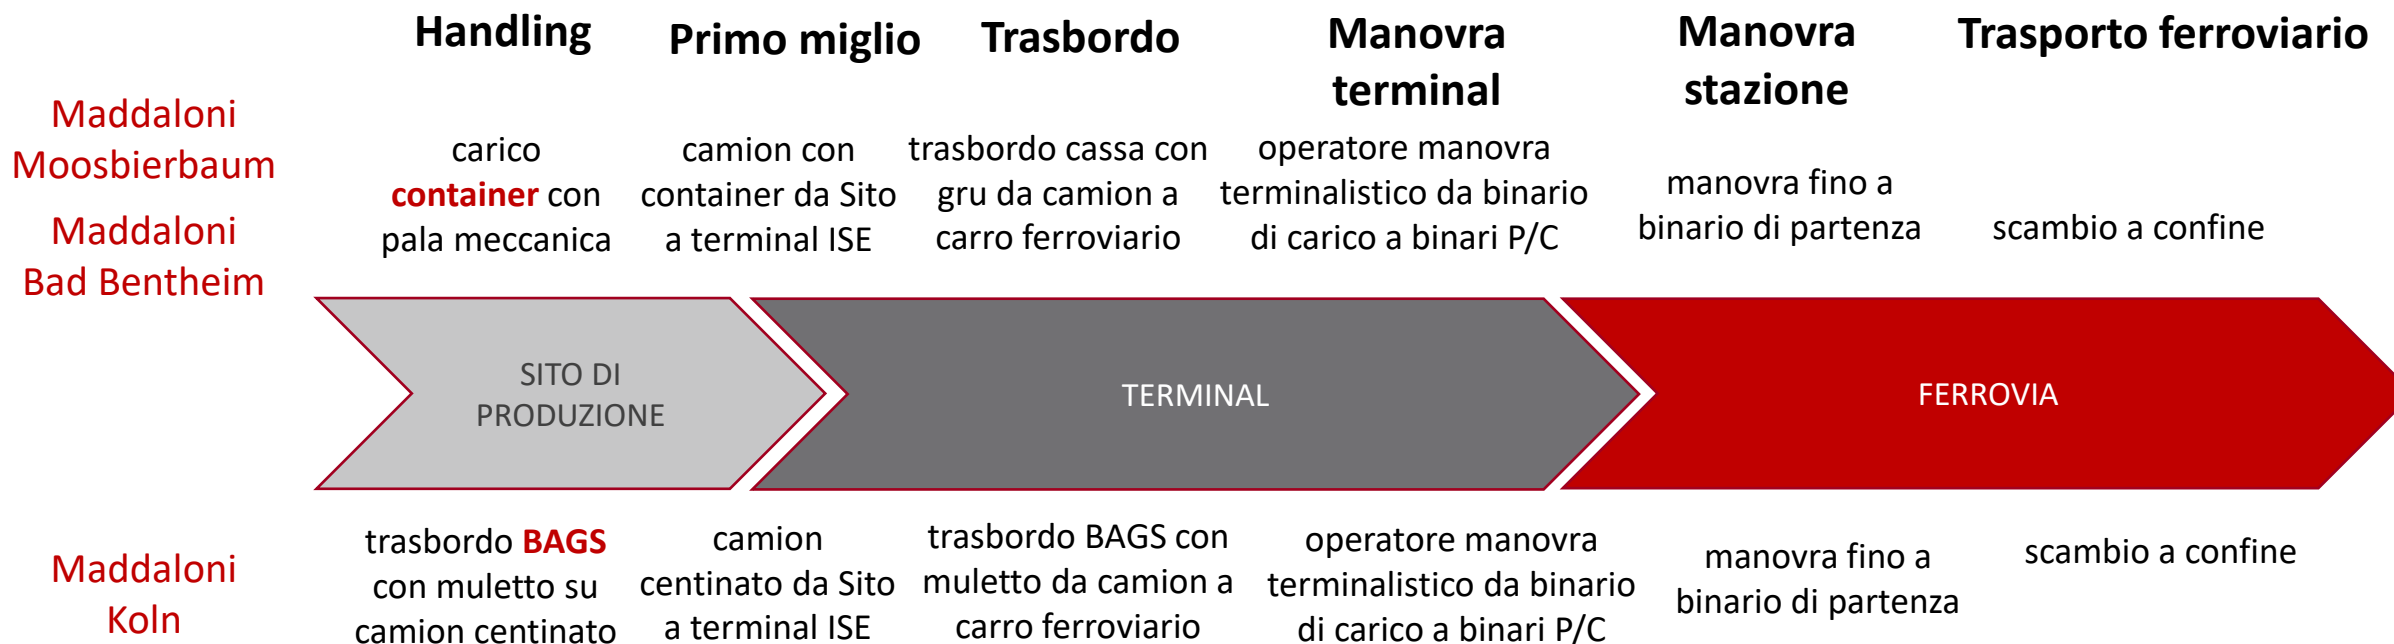 Handling
Primo miglio
Trasbordo
Manovra
terminal
Manovra
stazione
Trasporto ferroviario
Maddaloni
Moosbierbaum
Maddaloni
Bad Bentheim
carico
container con
pala meccanica
camion con
container da Sito
a terminal ISE
trasbordo cassa con
gru da camion a
carro ferroviario
operatore manovra
terminalistico da binario
di carico a binari P/C
manovra fino a
binario di partenza
scambio a confine
SITO DI
PRODUZIONE
TERMINAL
FERROVIA
Maddaloni
Koln
trasbordo BAGS
con muletto su
camion centinato
camion
centinato da Sito
a terminal ISE
trasbordo BAGS con
muletto da camion a
carro ferroviario
operatore manovra
terminalistico da binario
di carico a binari P/C
manovra fino a
binario di partenza
scambio a confine